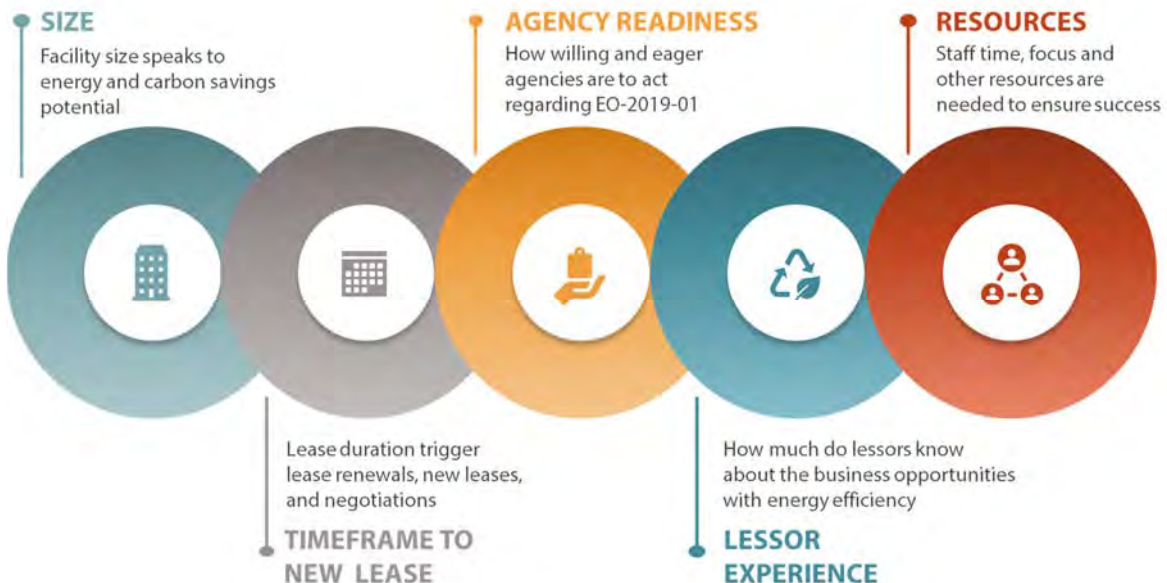 SIZE
Facility size speaks to
energy and carbon savings
potential
AGENCY READINESS
How willing and eager
agencies are to act
regarding EO-2019-01
RESOURCES
Staff time, focus and
other resources are
needed to ensure success
Lease duration trigger
lease renewals, new leases,
and negotiations
TIMEFRAME TO
NEW LEASE
How much do lessors know
about the business opportunities
with energy efficiency
LESSOR
EXPERIENCE